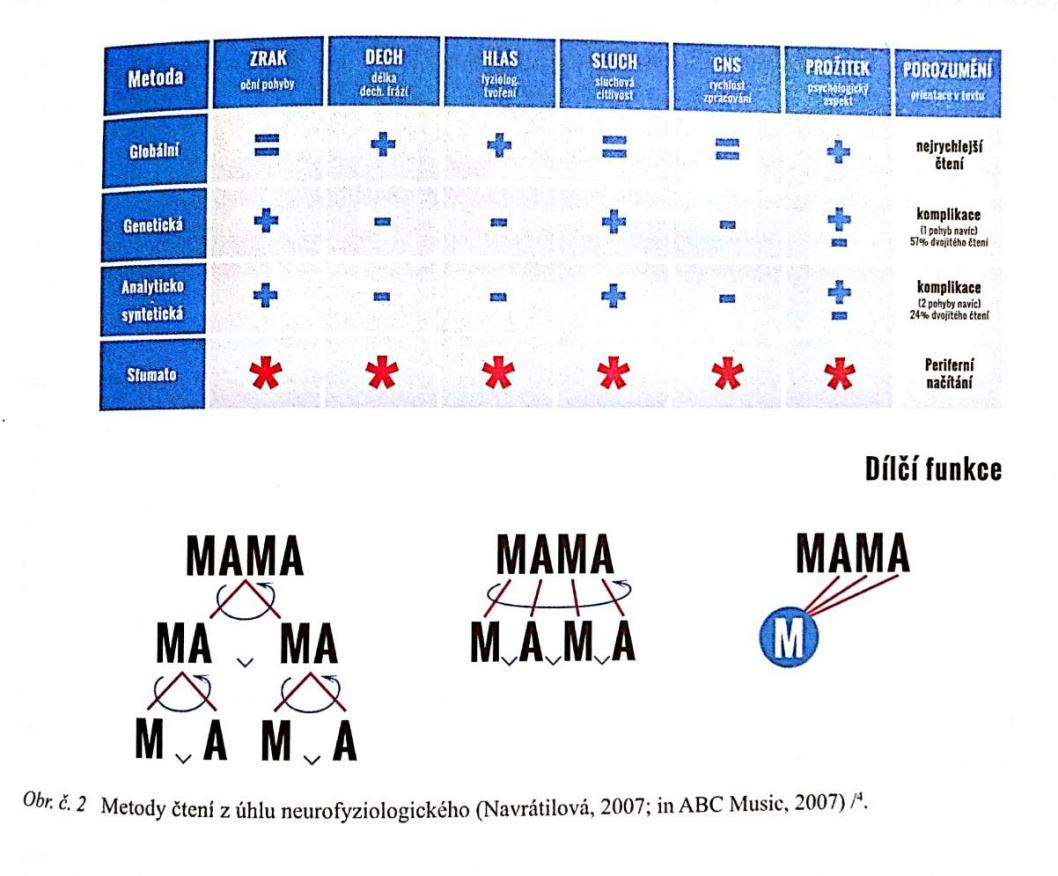 Metoda ZRAK DECH HLAS SLUCH CNS PROŽITEK POROZUMĚNÍ
oční pohyby délka dech. frází fyziolog. tvoření sluchová citlivost rychlost zpracování psychologický aspekt orientace v textu
Globální = + + = = + nejrychlejší čtení
Genetická + - - + - + - komplikace
(1 pohyb navíc)
57% dvojitého čtení
Analyticko syntetická + - - + - + - komplikace
(2 pohyby navíc)
24% dvojitého čtení
Sfumato * * * * * * Periferní načítání
Dílčí funkce
MAMA MAMA MAMA
MA MA M A M A M
M A M A
Obr. č. 2 Metody čtení z úhlu neurofyziologického (Navrátilová, 2007; in ABC Music, 2007) /⁴.